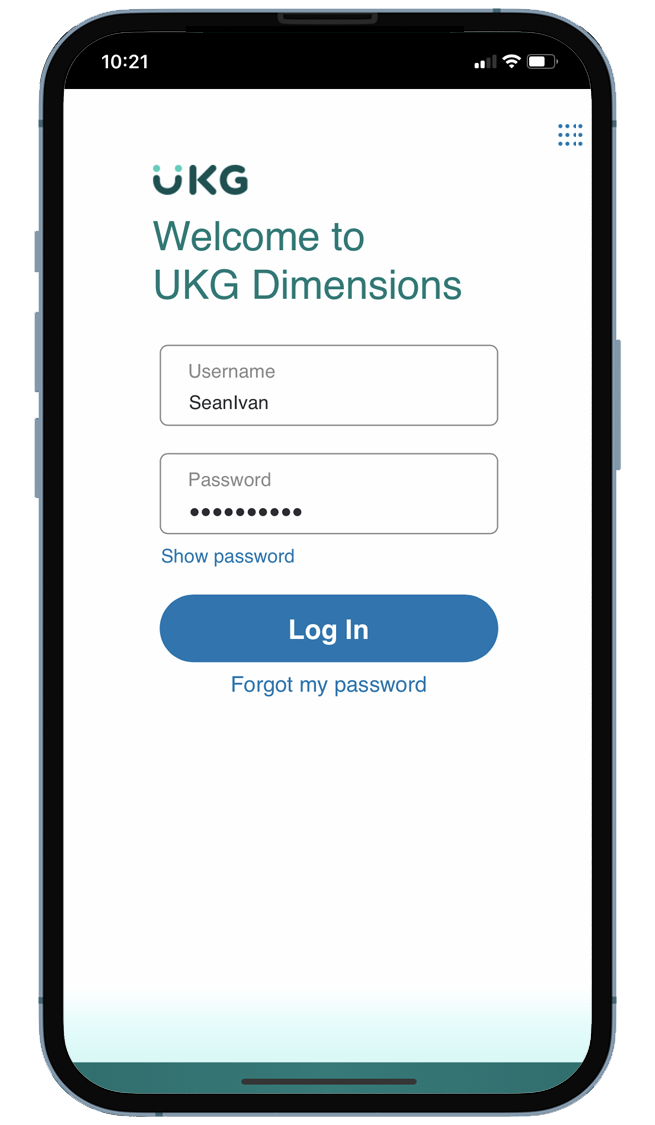 10:21
UKG
Welcome to
UKG Dimensions
Username
SeanIvan
Password
••••••••••
Show password
Log In
Forgot my password